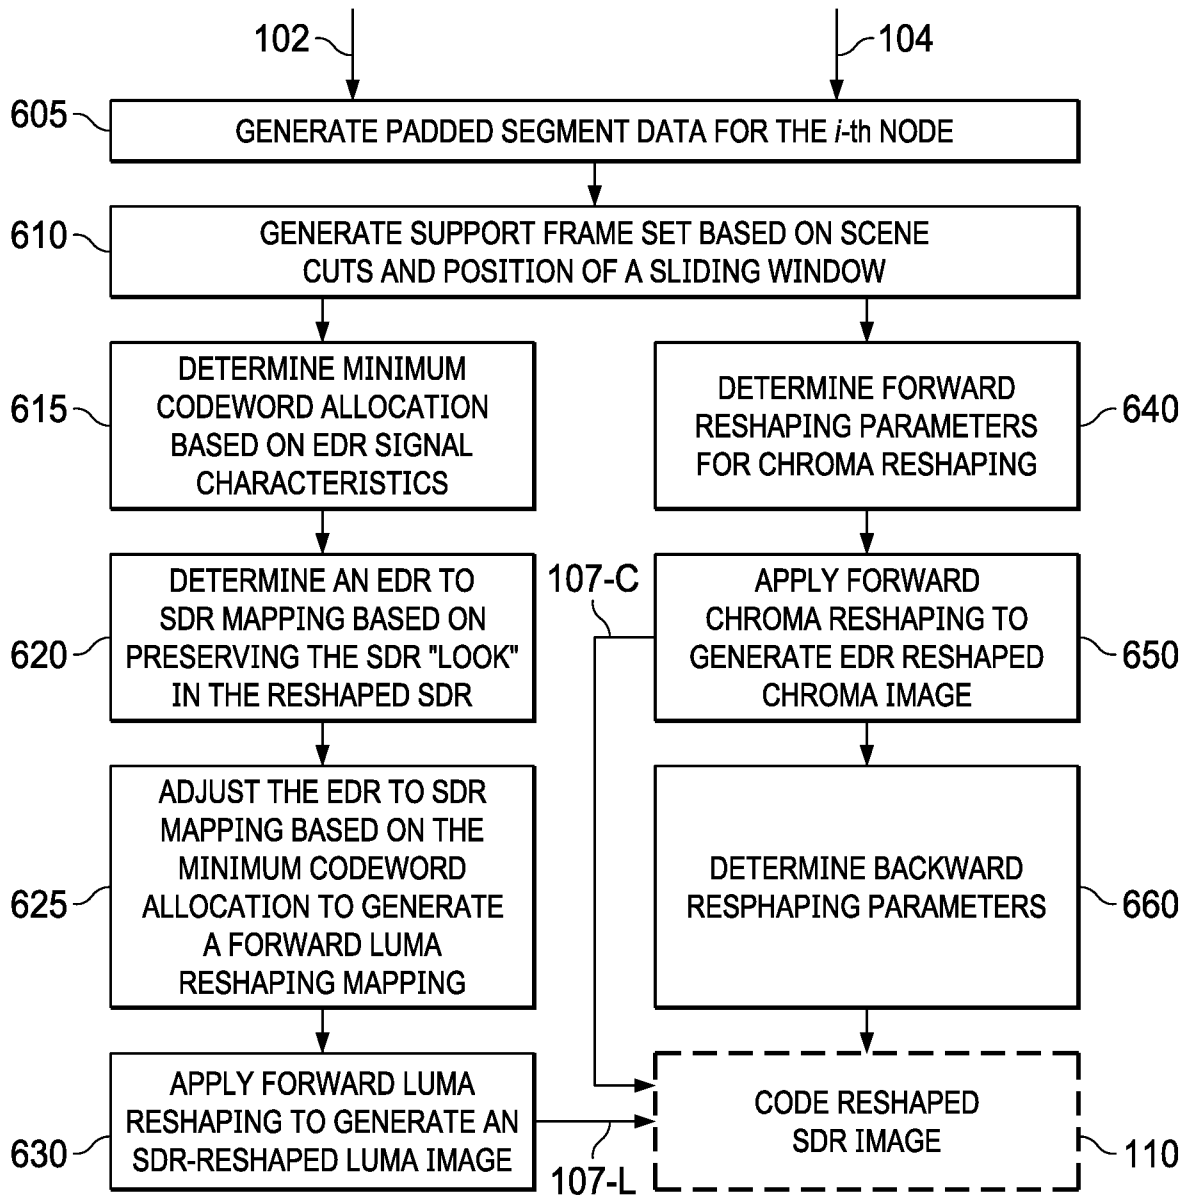 102
104
605
GENERATE PADDED SEGMENT DATA FOR THE i-th NODE
610
GENERATE SUPPORT FRAME SET BASED ON SCENE
CUTS AND POSITION OF A SLIDING WINDOW
615
DETERMINE MINIMUM
CODEWORD ALLOCATION
BASED ON EDR SIGNAL
CHARACTERISTICS
DETERMINE FORWARD
RESHAPING PARAMETERS
FOR CHROMA RESHAPING
640
620
DETERMINE AN EDR TO
SDR MAPPING BASED ON
PRESERVING THE SDR "LOOK"
IN THE RESHAPED SDR
107-C
APPLY FORWARD
CHROMA RESHAPING TO
GENERATE EDR RESHAPED
CHROMA IMAGE
650
625
ADJUST THE EDR TO SDR
MAPPING BASED ON THE
MINIMUM CODEWORD
ALLOCATION TO GENERATE
A FORWARD LUMA
RESHAPING MAPPING
DETERMINE BACKWARD
RESPHAPING PARAMETERS
660
630
APPLY FORWARD LUMA
RESHAPING TO GENERATE AN
SDR-RESHAPED LUMA IMAGE
107-L
CODE RESHAPED
SDR IMAGE
110